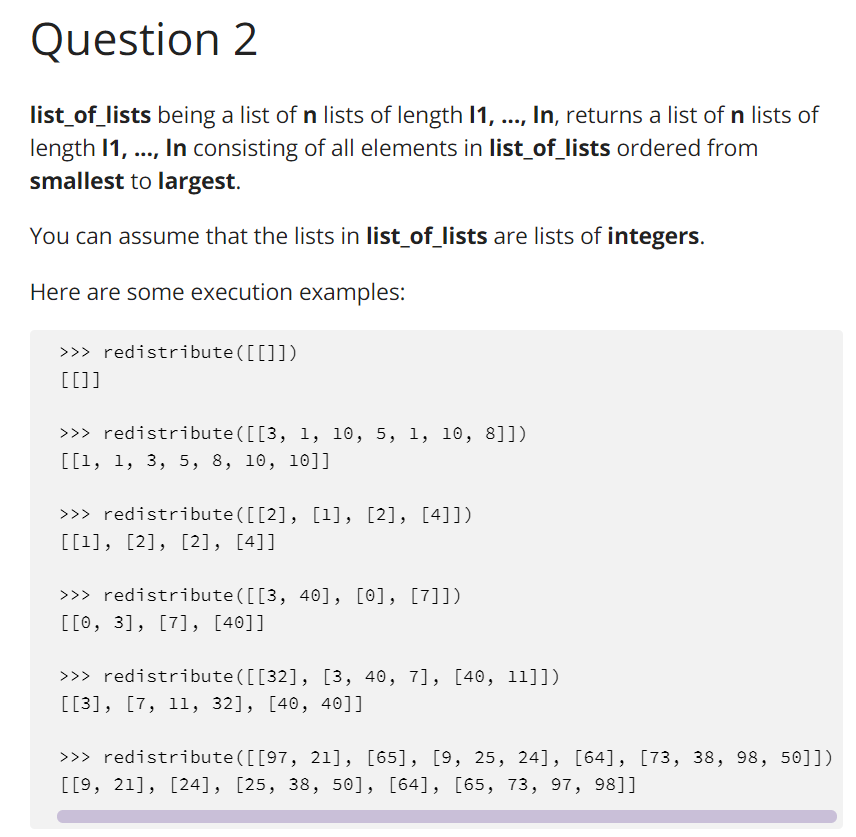 Question 2
list_of_lists being a list of n lists of length l1, ..., ln, returns a list of n lists of
length l1, ..., ln consisting of all elements in list_of_lists ordered from
smallest to largest.
You can assume that the lists in list_of_lists are lists of integers.
Here are some execution examples:
>>> redistribute([[]])
[[]]
>>> redistribute([[3, 1, 10, 5, 1, 10, 8]])
[[1, 1, 3, 5, 8, 10, 10]]
>>> redistribute([[2], [1], [2], [4]])
[[1], [2], [2], [4]]
>>> redistribute([[3, 40], [0], [7]])
[[0, 3], [7], [40]]
>>> redistribute([[32], [3, 40, 7], [40, 11]])
[[3], [7, 11, 32], [40, 40]]
>>> redistribute([[97, 21], [65], [9, 25, 24], [64], [73, 38, 98, 50]])
[[9, 21], [24], [25, 38, 50], [64], [65, 73, 97, 98]]